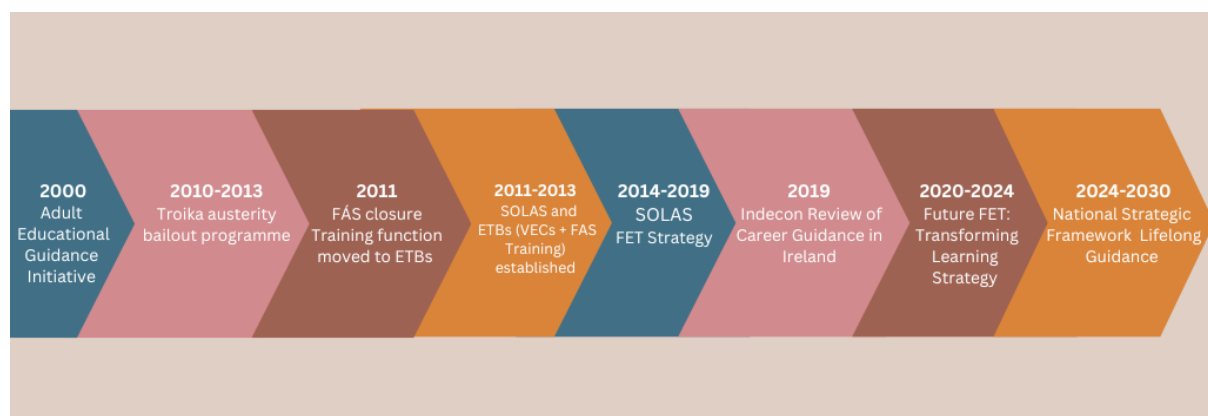 2000
Adult
Educational
Guidance
Initiative
2010-2013
Troika austerity
bailout programme
2011
FÁS closure
Training function
moved to ETBs
2011-2013
SOLAS and
ETBs (VECs + FAS
Training)
established
2014-2019
SOLAS
FET Strategy
2019
Indecon Review of
Career Guidance in
Ireland
2020-2024
Future FET:
Transforming
Learning
Strategy
2024-2030
National Strategic
Framework Lifelong
Guidance